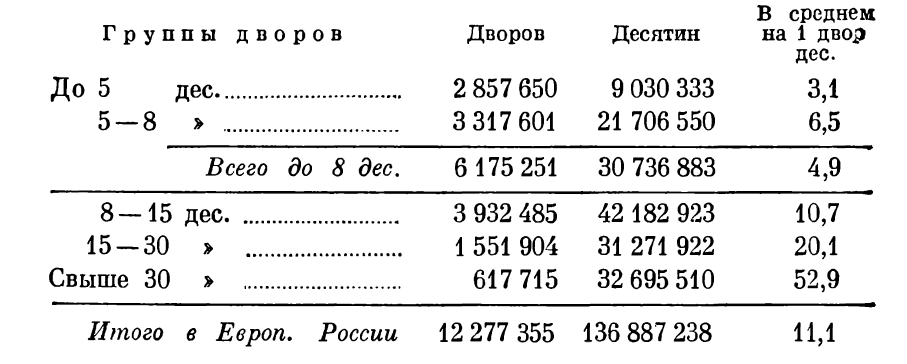 Группы дворов Дворов Десятин В среднем на 1 двор дес.
До 5 дес. 2 857 650 9 030 333 3,1
5—8 » 3 317 601 21 706 550 6,5
Всего до 8 дес. 6 175 251 30 736 883 4,9
8—15 дес. 3 932 485 42 182 923 10,7
15—30 » 1 551 904 31 271 922 20,1
Свыше 30 » 617 715 32 695 510 52,9
Итого в Европ. России 12 277 355 136 887 238 11,1